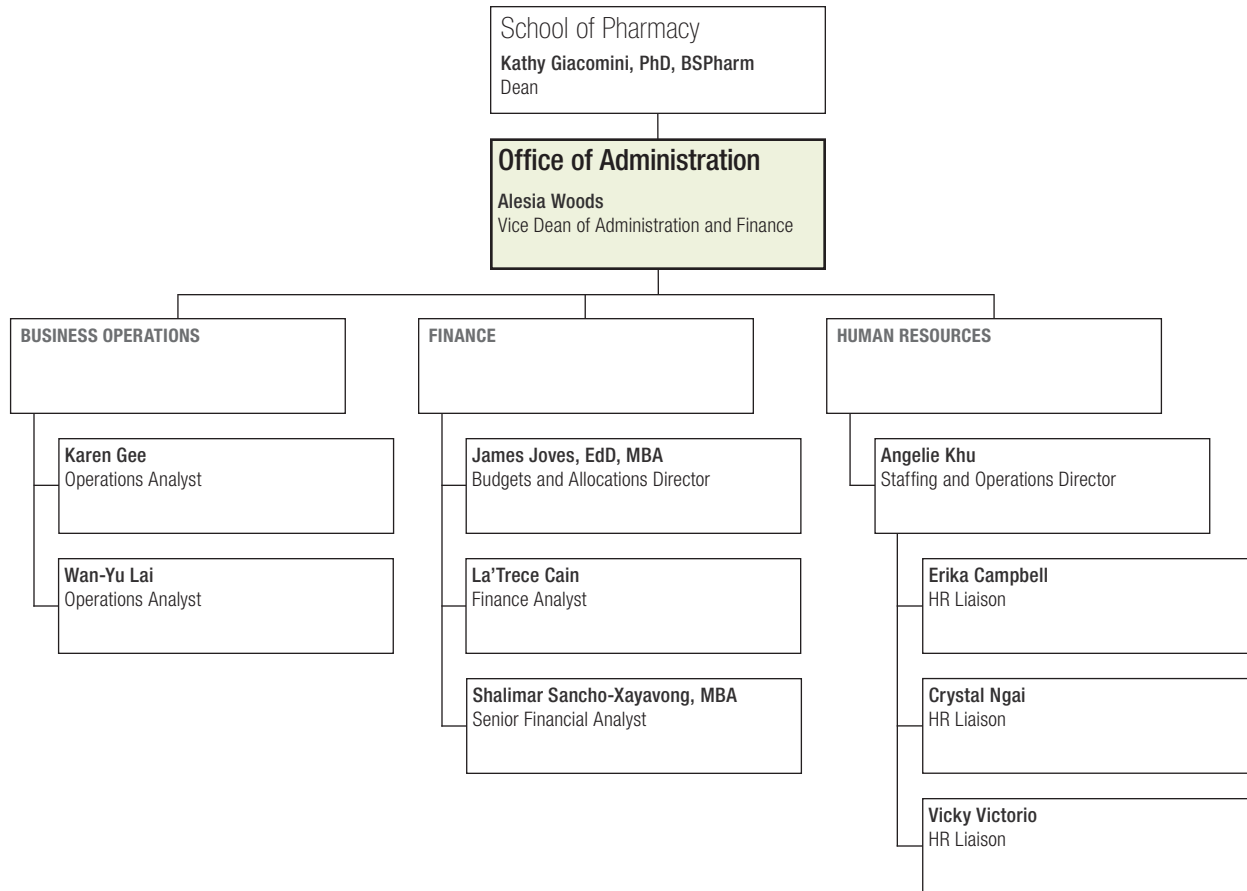 School of Pharmacy
Kathy Giacomini, PhD, BSPharm
Dean
Office of Administration
Alesia Woods
Vice Dean of Administration and Finance
BUSINESS OPERATIONS
Karen Gee
Operations Analyst
Wan-Yu Lai
Operations Analyst
FINANCE
James Joves, EdD, MBA
Budgets and Allocations Director
La’Trece Cain
Finance Analyst
Shalimar Sancho-Xayavong, MBA
Senior Financial Analyst
HUMAN RESOURCES
Angelie Khu
Staffing and Operations Director
Erika Campbell
HR Liaison
Crystal Ngai
HR Liaison
Vicky Victorio
HR Liaison